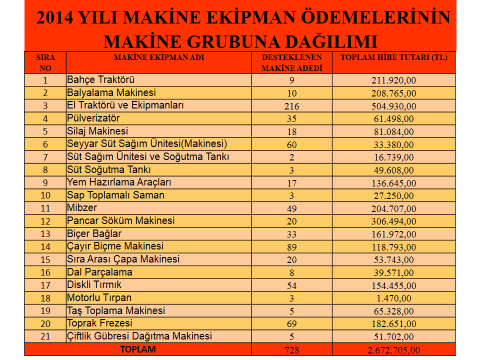 2014 YILI MAKİNE EKİPMAN ÖDEMELERİNİN
MAKİNE GRUBUNA DAĞILIMI
SIRA NO MAKİNE EKİPMAN ADI DESTEKLENEN MAKİNE ADEDİ TOPLAM HİBE TUTARI (TL)
1 Bahçe Traktörü 9 211.920,00
2 Balyalama Makinesi 10 208.765,00
3 El Traktörü ve Ekipmanları 216 504.930,00
4 Pülverizatör 35 61.498,00
5 Silaj Makinesi 18 81.084,00
6 Seyyar Süt Sağım Ünitesi(Makinesi) 60 33.380,00
7 Süt Sağım Ünitesi ve Soğutma Tankı 2 16.739,00
8 Süt Soğutma Tankı 3 49.608,00
9 Yem Hazırlama Araçları 17 136.645,00
10 Sap Toplamalı Saman 3 27.250,00
11 Mibzer 49 204.707,00
12 Pancar Söküm Makinesi 20 306.494,00
13 Biçer Bağlar 33 161.972,00
14 Çayır Biçme Makinesi 89 118.793,00
15 Sıra Arası Çapa Makinesi 20 53.743,00
16 Dal Parçalama 8 39.571,00
17 Diskli Tırmık 54 154.455,00
18 Motorlu Tırpan 3 1.470,00
19 Taş Toplama Makinesi 5 65.328,00
20 Toprak Frezesi 69 182.651,00
21 Çiftlik Gübresi Dağıtma Makinesi 5 51.702,00
TOPLAM 728 2.672.705,00